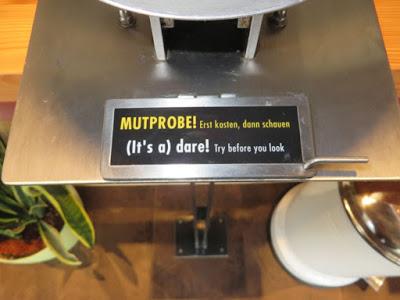 MUTPROBE! Erst kosten, dann schauen
(It's a) dare! Try before you look